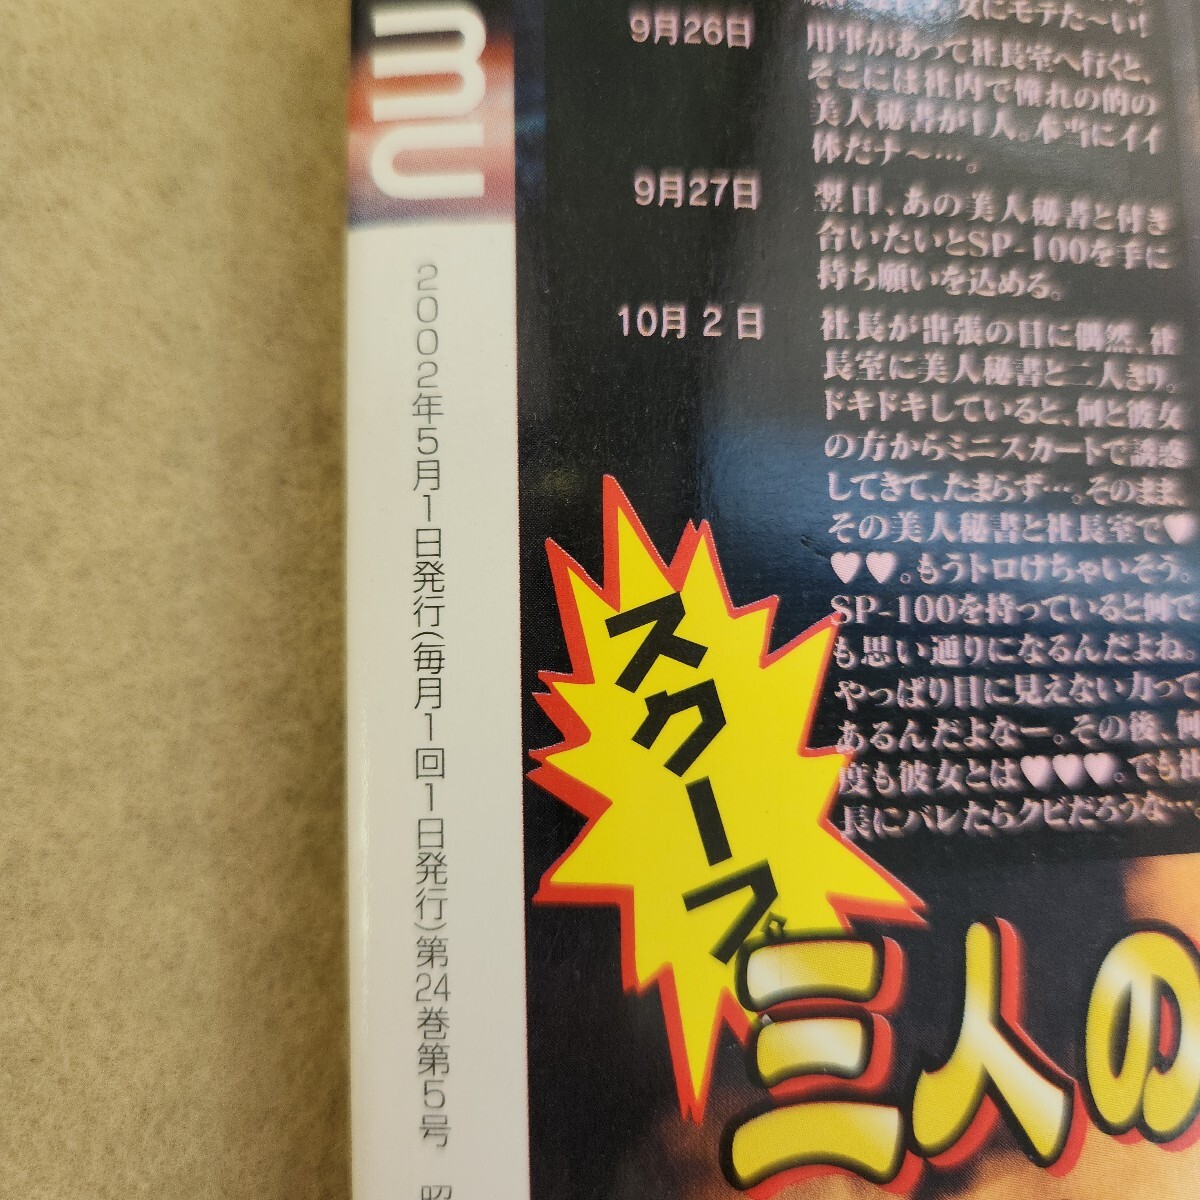 mu
2002年5月1日発行(毎月1回1日発行)第24巻第5号 昭
女にモテた〜い!
9月26日
用事があって社長室へ行くと、
そこには社内で憧れの的の
美人秘書が1人。本当にイイ
体だナ〜…。
9月27日
翌日、あの美人秘書と付き
合いたいとSP-100を手に
持ち願いを込める。
10月2日
社長が出張の日に偶然、社
長室に美人秘書と二人きり。
ドキドキしていると、何と彼女
の方からミニスカートで誘惑
してきて、たまらず…。そのまま、
その美人秘書と社長室で♥
♥♥。もうトロけちゃいそう。
SP-100を持っていると何で
も思い通りになるんだよね。
やっぱり目に見えない力って
あるんだよなー。その後、何
度も彼女とは♥♥♥。でも社
長にバレたらクビだろうな…。
スクープ
三人の